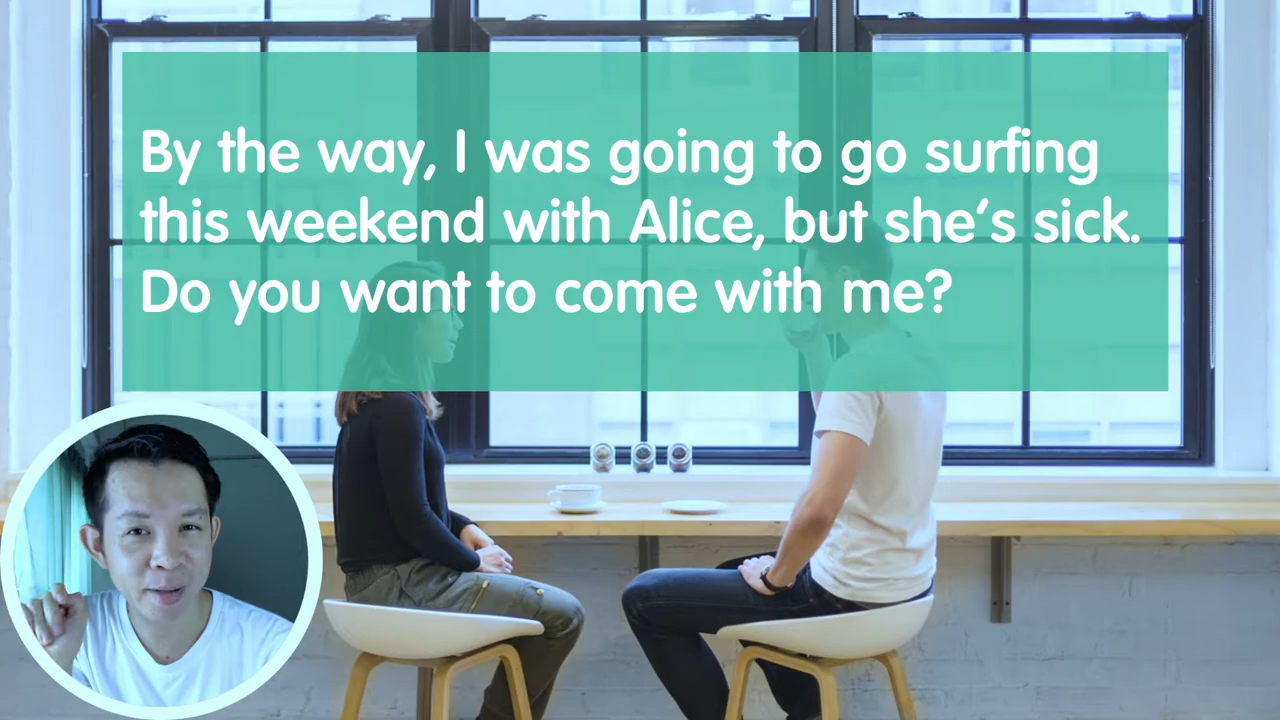 By the way, I was going to go surfing
this weekend with Alice, but she's sick.
Do you want to come with me?